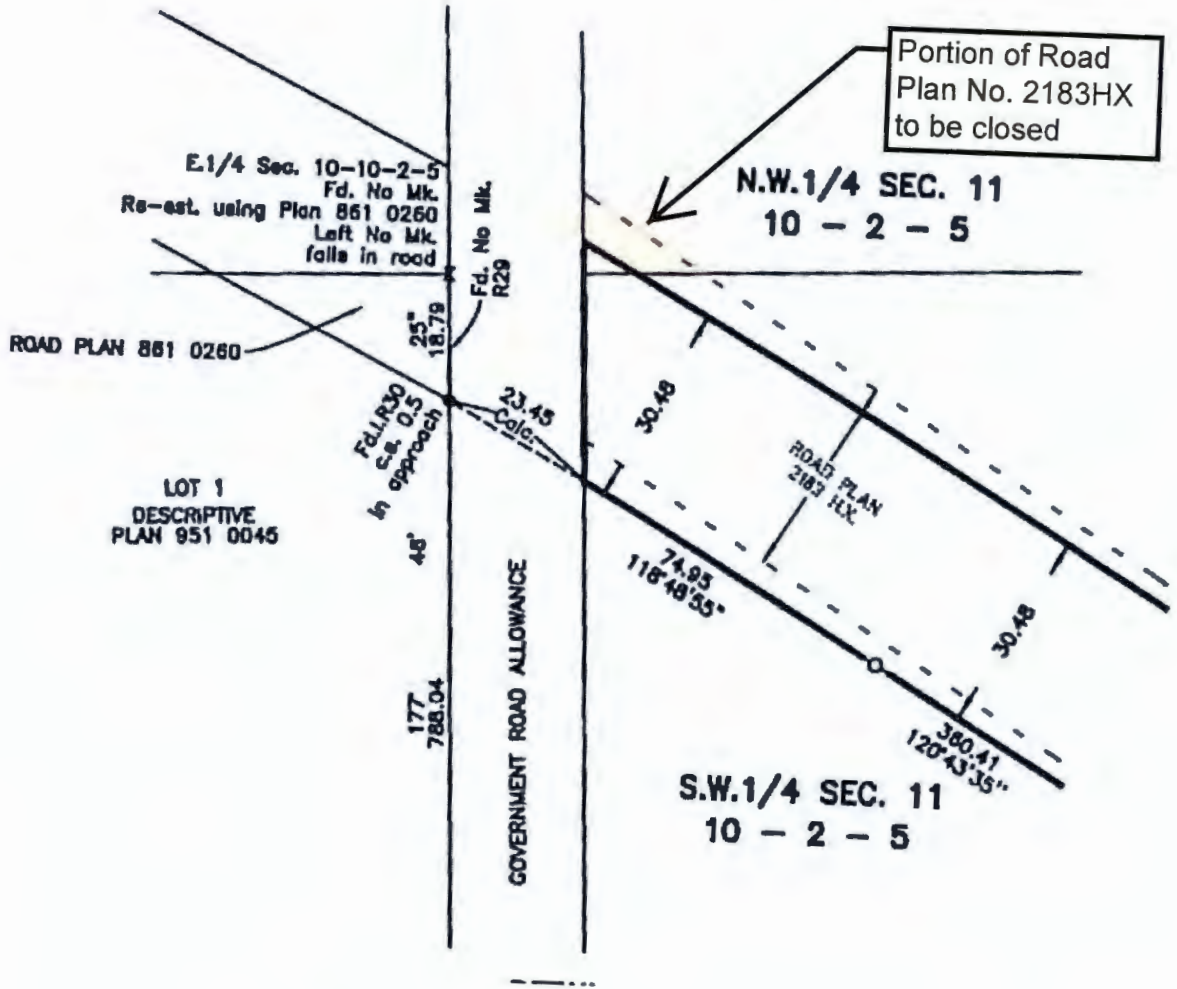 Portion of Road
Plan No. 2183HX
to be closed
E.1/4 Sec. 10-10-2-5
Fd. No Mk.
Re-est. using Plan 861 0260
Left No Mk.
falls in road
N.W.1/4 SEC. 11
10 - 2 - 5
Fd. No Mk.
R29
ROAD PLAN 861 0260
25"
18.79
Fd.I.R30
c.s. 0.5
in approach
23.45
Calc.
30.48
ROAD PLAN
2183 H.X.
LOT 1
DESCRIPTIVE
PLAN 951 0045
46'
74.95
118°48'55"
30.48
GOVERNMENT ROAD ALLOWANCE
177°
788.04
360.41
120°43'35"
S.W.1/4 SEC. 11
10 - 2 - 5